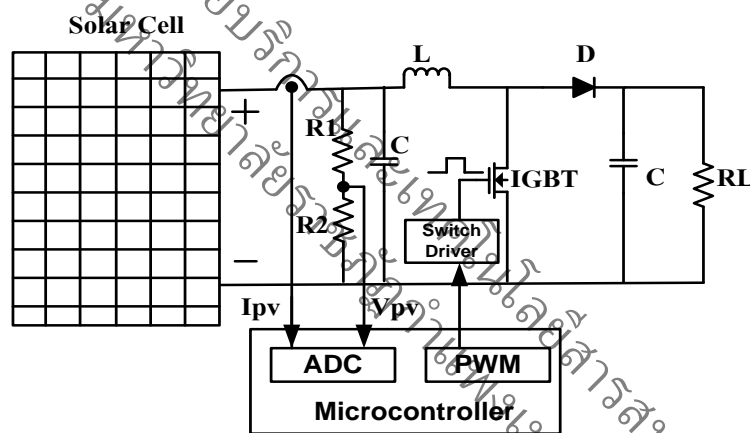 Solar Cell
L
D
+
R1
C
IGBT
C
RL
R2
Switch
Driver
−
Ipv
Vpv
ADC
PWM
Microcontroller